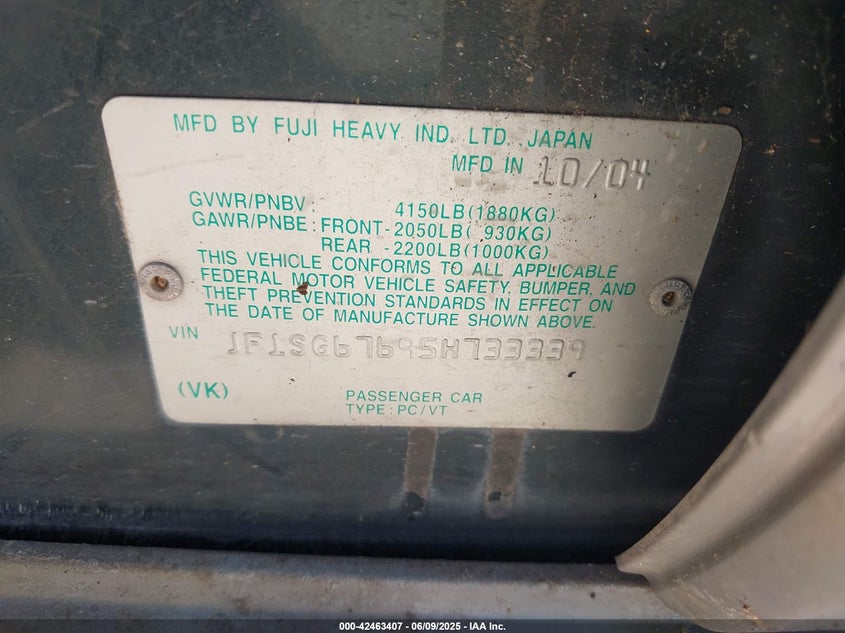 MFD BY FUJI HEAVY IND. LTD. JAPAN
MFD IN 10/04
GVWR/PNBV : 4150LB(1880KG)
GAWR/PNBE : FRONT-2050LB( 930KG)
REAR -2200LB(1000KG)
THIS VEHICLE CONFORMS TO ALL APPLICABLE
FEDERAL MOTOR VEHICLE SAFETY, BUMPER, AND
THEFT PREVENTION STANDARDS IN EFFECT ON
THE DATE OF MANUFACTURE SHOWN ABOVE.
VIN JF1SG67695H733339
(VK) PASSENGER CAR
TYPE : PC/VT
000-42463407 - 06/09/2025 - IAA Inc.